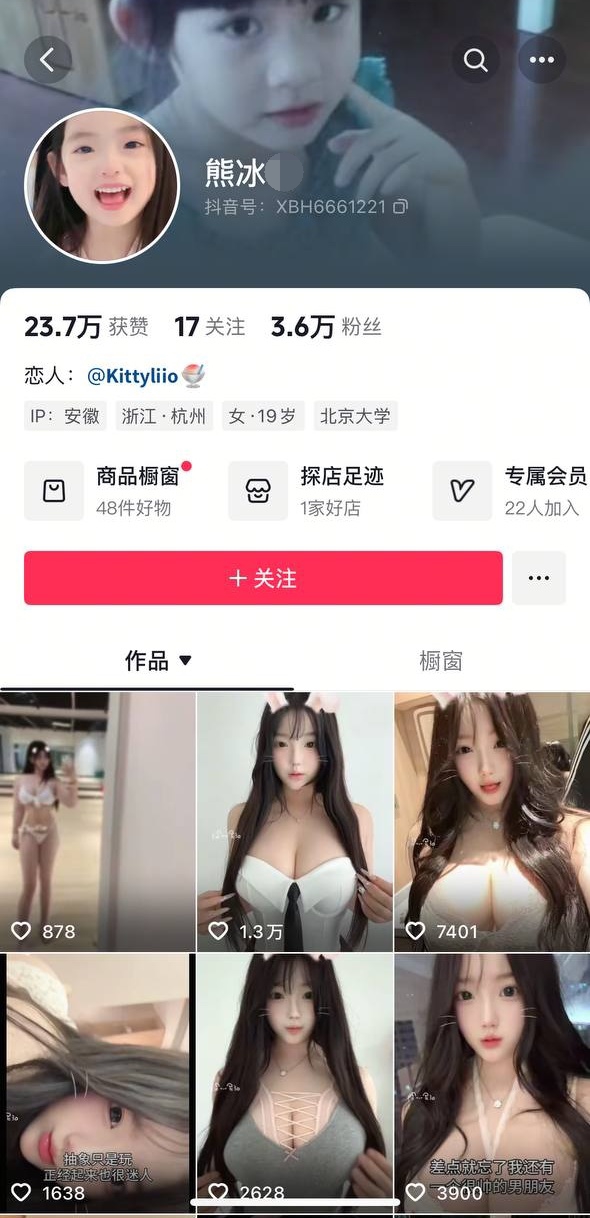 熊冰
抖音号：XBH6661221
23.7万 获赞 17 关注 3.6万 粉丝
恋人：@Kittyliio🍧
IP：安徽 浙江·杭州 女·19岁 北京大学
商品橱窗 探店足迹 专属会员
48件好物 1家好店 22人加入
＋关注
作品 ▼ 橱窗
878 1.3万 7401
抽象只是玩
正经起来也很迷人
差点就忘了我还有
一个很帅的男朋友
1638 2628 3900